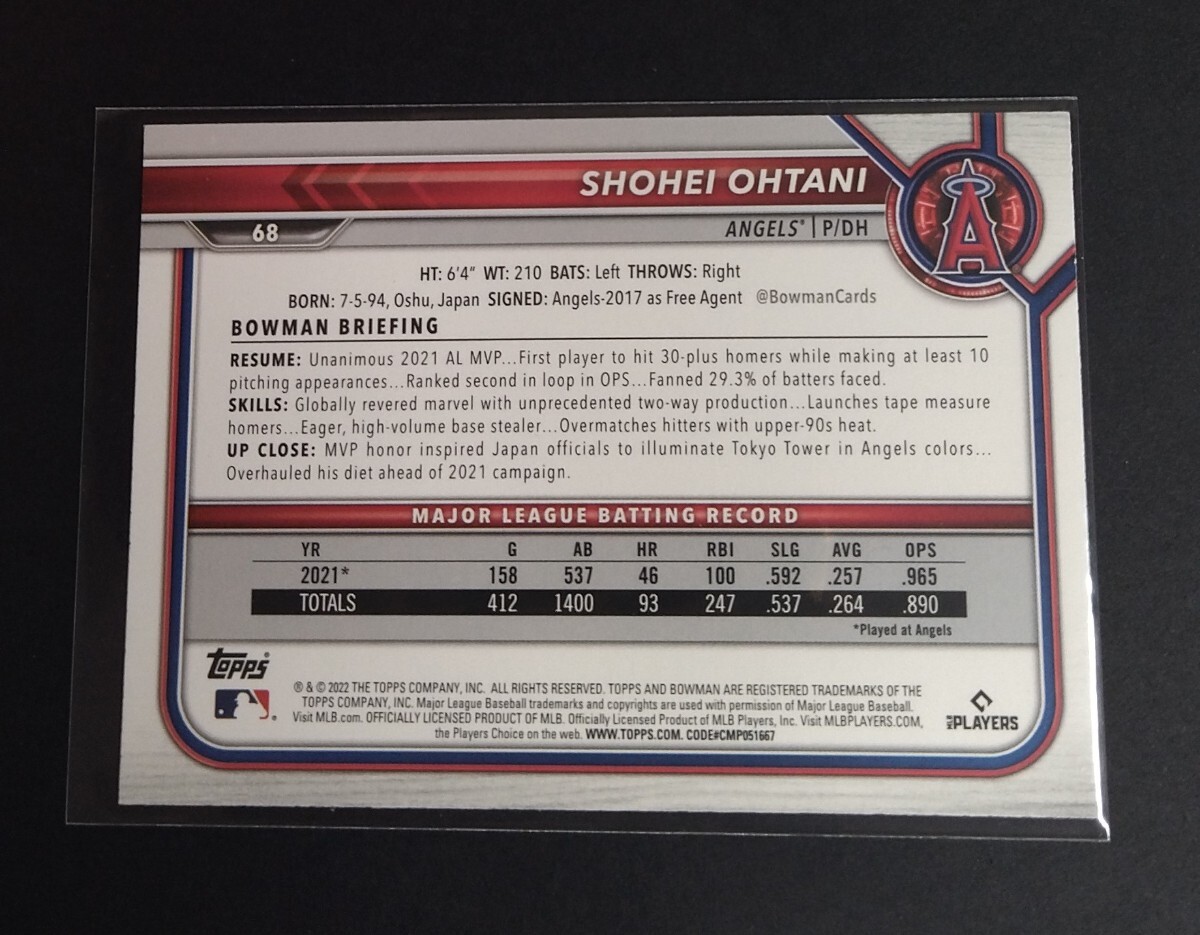 SHOHEI OHTANI
68
ANGELS® | P/DH
A
HT: 6'4" WT: 210 BATS: Left THROWS: Right
BORN: 7-5-94, Oshu, Japan SIGNED: Angels-2017 as Free Agent @BowmanCards
BOWMAN BRIEFING
RESUME: Unanimous 2021 AL MVP...First player to hit 30-plus homers while making at least 10
pitching appearances...Ranked second in loop in OPS...Fanned 29.3% of batters faced.
SKILLS: Globally revered marvel with unprecedented two-way production...Launches tape measure
homers...Eager, high-volume base stealer...Overmatches hitters with upper-90s heat.
UP CLOSE: MVP honor inspired Japan officials to illuminate Tokyo Tower in Angels colors...
Overhauled his diet ahead of 2021 campaign.
MAJOR LEAGUE BATTING RECORD
YR G AB HR RBI SLG AVG OPS
2021* 158 537 46 100 .592 .257 .965
TOTALS 412 1400 93 247 .537 .264 .890
*Played at Angels
Topps®
® & © 2022 THE TOPPS COMPANY, INC. ALL RIGHTS RESERVED. TOPPS AND BOWMAN ARE REGISTERED TRADEMARKS OF THE
TOPPS COMPANY, INC. Major League Baseball trademarks and copyrights are used with permission of Major League Baseball.
Visit MLB.com. OFFICIALLY LICENSED PRODUCT OF MLB. Officially Licensed Product of MLB Players, Inc. Visit MLBPLAYERS.COM,
the Players Choice on the web. WWW.TOPPS.COM. CODE#CMP051667
MLB PLAYERS